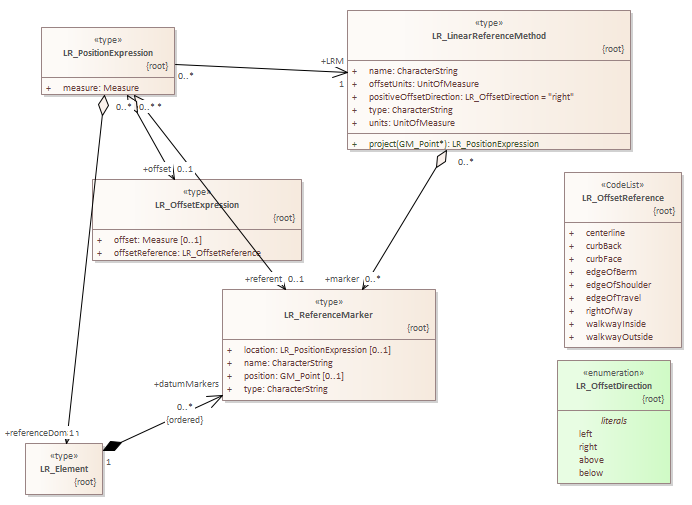 «type»
LR_PositionExpression
{root}
+ measure: Measure
«type»
LR_LinearReferenceMethod
{root}
+ name: CharacterString
+ offsetUnits: UnitOfMeasure
+ positiveOffsetDirection: LR_OffsetDirection = "right"
+ type: CharacterString
+ units: UnitOfMeasure
+ project(GM_Point*): LR_PositionExpression
+LRM
0..*
1
0..*
0..*
*
0..*
+offset 0..1
«type»
LR_OffsetExpression
{root}
+ offset: Measure [0..1]
+ offsetReference: LR_OffsetReference
«CodeList»
LR_OffsetReference
{root}
+ centerline
+ curbBack
+ curbFace
+ edgeOfBerm
+ edgeOfShoulder
+ edgeOfTravel
+ rightOfWay
+ walkwayInside
+ walkwayOutside
+referent 0..1
+marker 0..*
«type»
LR_ReferenceMarker
{root}
+ location: LR_PositionExpression [0..1]
+ name: CharacterString
+ position: GM_Point [0..1]
+ type: CharacterString
+datumMarkers
0..*
{ordered}
«enumeration»
LR_OffsetDirection
{root}
literals
left
right
above
below
1
«type»
LR_Element
{root}
1